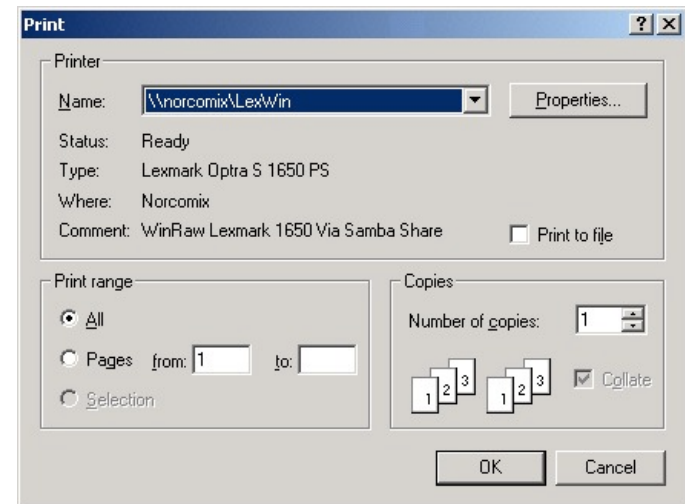 Print
Printer
Name: \\norcomix\LexWin Properties...
Status: Ready
Type: Lexmark Optra S 1650 PS
Where: Norcomix
Comment: WinRaw Lexmark 1650 Via Samba Share Print to file
Print range
All
Pages from: 1 to:
Selection
Copies
Number of copies: 1
1 2 3 1 2 3 Collate
OK Cancel